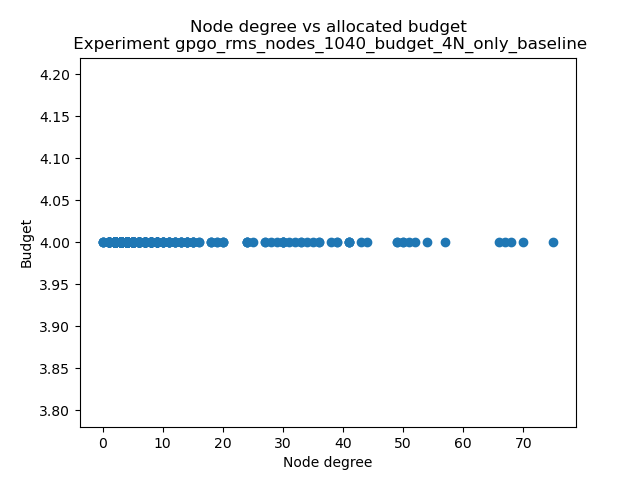 Node degree vs allocated budget
Experiment gpgo_rms_nodes_1040_budget_4N_only_baseline
4.20
4.15
4.10
4.05
4.00
3.95
3.90
3.85
3.80
Budget
0 10 20 30 40 50 60 70
Node degree